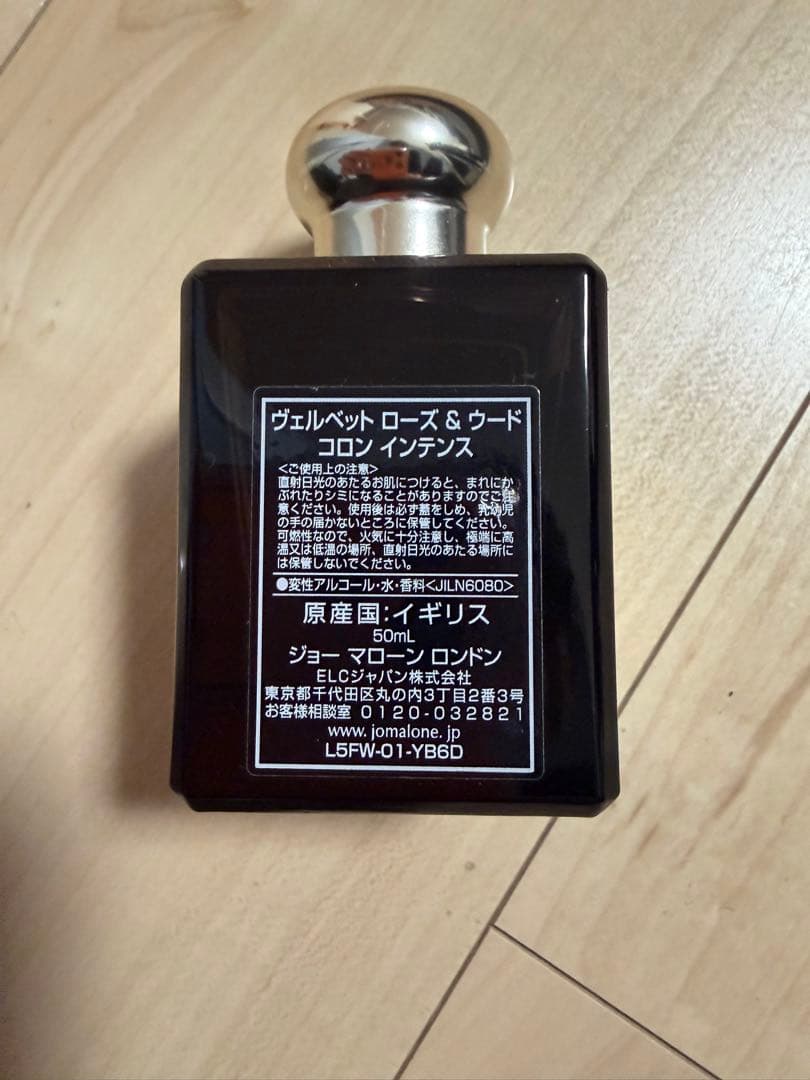 ヴェルベット ローズ & ウード
コロン インテンス
<ご使用上の注意>
直射日光のあたるお肌につけると、まれにか
ぶれたりシミになることがありますのでご注
意ください。使用後は必ず蓋をしめ、乳幼児
の手の届かないところに保管してください。
可燃性なので、火気に十分注意し、極端に高
温又は低温の場所、直射日光のあたる場所に
は保管しないでください。
●変性アルコール・水・香料<JILN6080>
原産国:イギリス
50mL
ジョー マローン ロンドン
ELCジャパン株式会社
東京都千代田区丸の内3丁目2番3号
お客様相談室 0120-032821
www. jomalone. jp
L5FW-01-YB6D